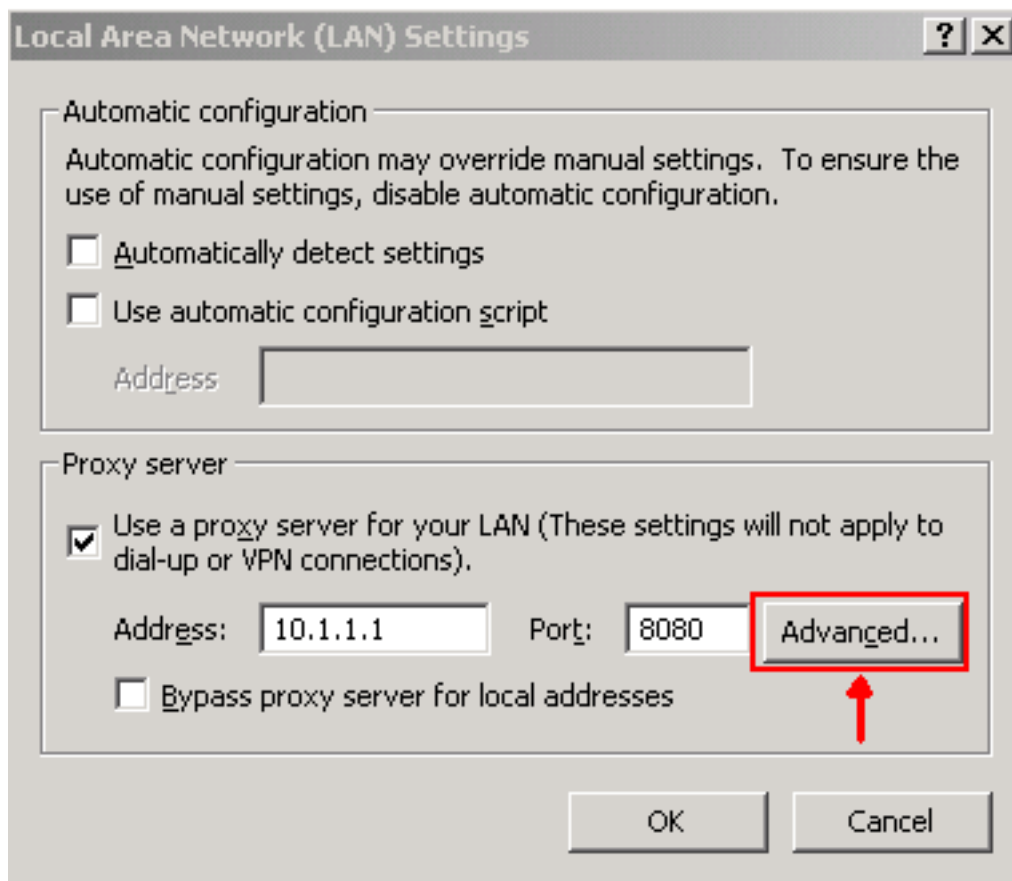 Local Area Network (LAN) Settings
Automatic configuration
Automatic configuration may override manual settings.  To ensure the
use of manual settings, disable automatic configuration.
Automatically detect settings
Use automatic configuration script
Address
Proxy server
Use a proxy server for your LAN (These settings will not apply to
dial-up or VPN connections).
Address: 10.1.1.1 Port: 8080 Advanced...
Bypass proxy server for local addresses
OK Cancel